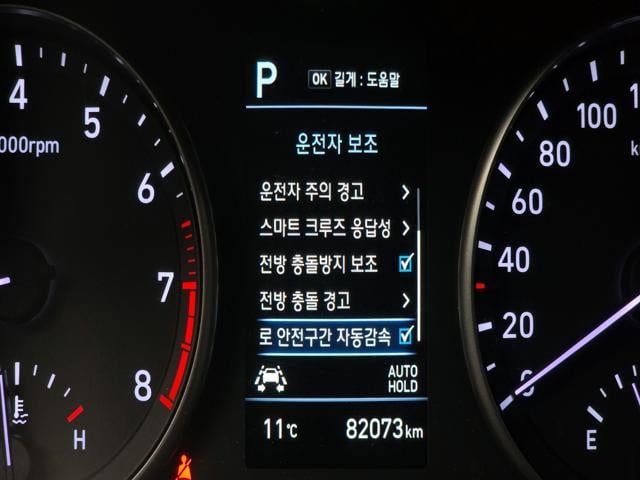 P
OK 길게 : 도움말
운전자 보조
운전자 주의 경고
스마트 크루즈 응답성
전방 충돌방지 보조
전방 충돌 경고
로 안전구간 자동감속
AUTO HOLD
11℃ 82073km
4
5
6
7
8
000rpm
H
100
80
60
40
20
0
E